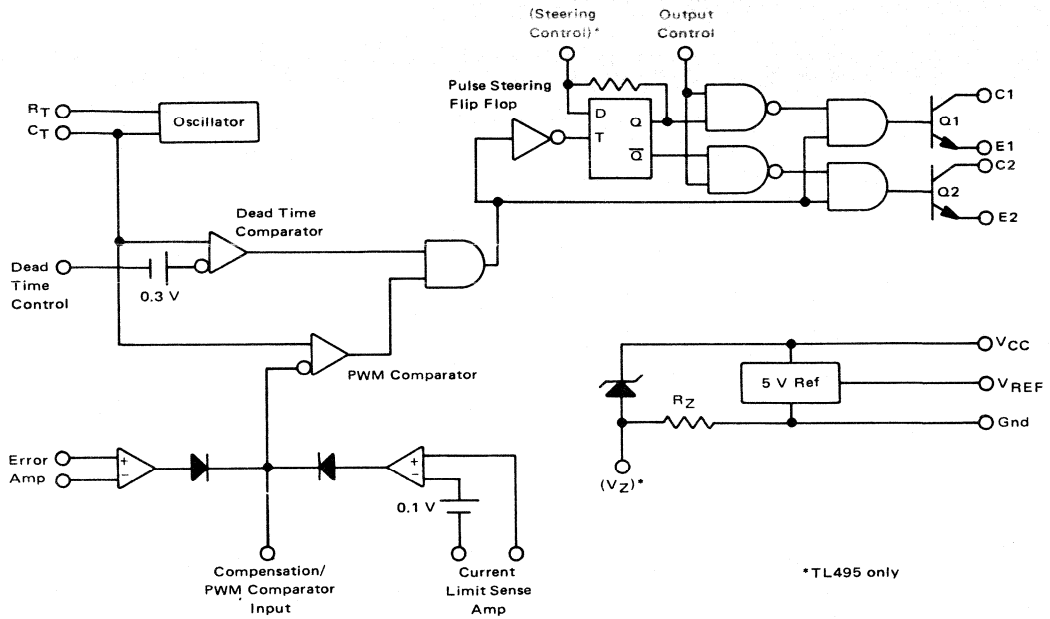 (Steering
Control)*
Output
Control
Pulse Steering
Flip Flop
RT
CT
Oscillator
D
Q
T
Q̅
C1
Q1
E1
C2
Q2
E2
Dead Time
Comparator
Dead
Time
Control
0.3 V
PWM Comparator
VCC
5 V Ref
VREF
RZ
Gnd
(VZ)*
Error
Amp
+
−
+
−
0.1 V
Compensation/
PWM Comparator
Input
Current
Limit Sense
Amp
*TL495 only